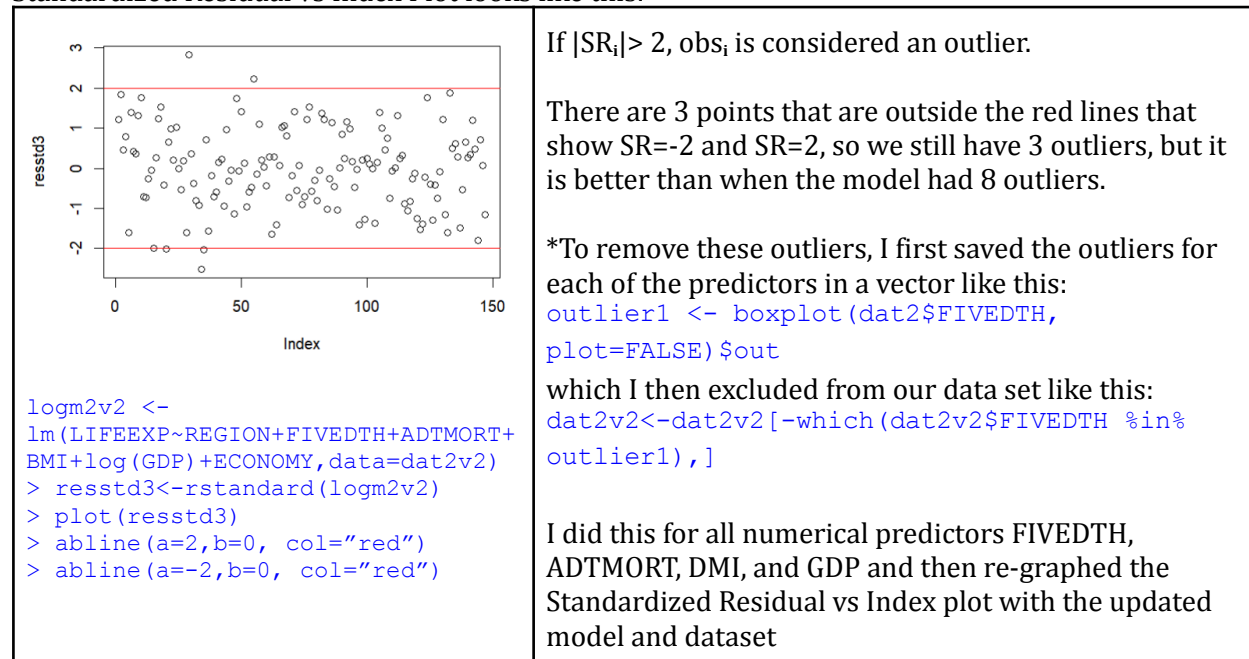 Standardized Residual vs Index Plot looks like this:
3
2
1
0
-1
-2
resstd3
0 50 100 150
Index
logm2v2 <-
lm(LIFEEXP~REGION+FIVEDTH+ADTMORT+
BMI+log(GDP)+ECONOMY,data=dat2v2)
> resstd3<-rstandard(logm2v2)
> plot(resstd3)
> abline(a=2,b=0, col=”red”)
> abline(a=-2,b=0, col=”red”)
If |SRᵢ|> 2, obsᵢ is considered an outlier.
There are 3 points that are outside the red lines that
show SR=-2 and SR=2, so we still have 3 outliers, but it
is better than when the model had 8 outliers.
*To remove these outliers, I first saved the outliers for
each of the predictors in a vector like this:
outlier1 <- boxplot(dat2$FIVEDTH,
plot=FALSE)$out
which I then excluded from our data set like this:
dat2v2<-dat2v2[-which(dat2v2$FIVEDTH %in%
outlier1),]
I did this for all numerical predictors FIVEDTH,
ADTMORT, DMI, and GDP and then re-graphed the
Standardized Residual vs Index plot with the updated
model and dataset